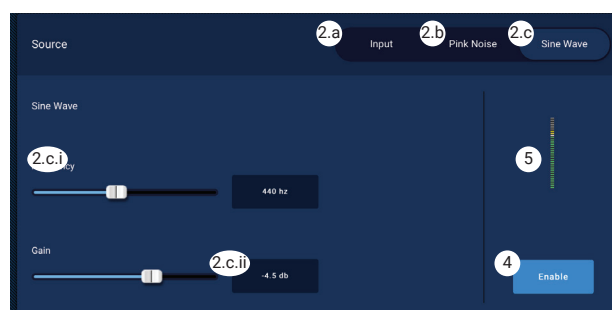 Source
2.a
Input
2.b
Pink Noise
2.c
Sine Wave
Sine Wave
2.c.i
cy
440 hz
5
Gain
2.c.ii
-4.5 db
4
Enable